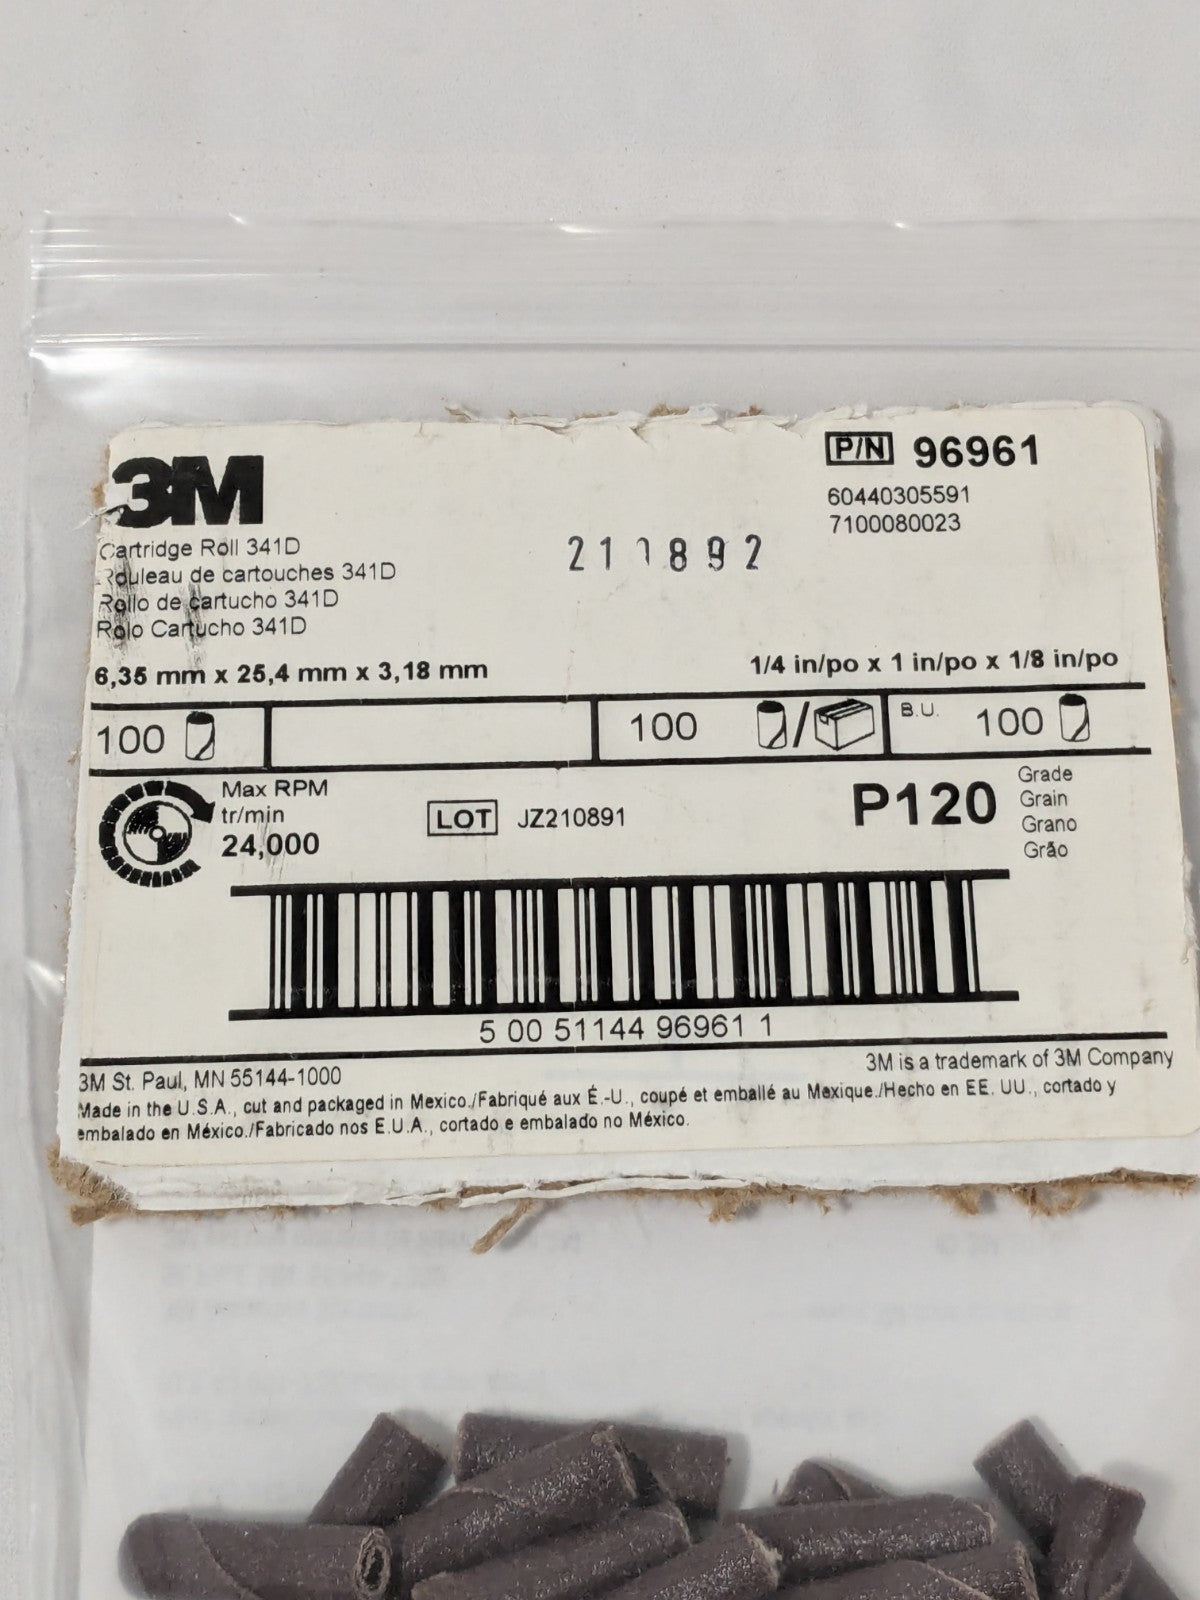 3M
P/N 96961
60440305591
7100080023
Cartridge Roll 341D
Rouleau de cartouches 341D
Rollo de cartucho 341D
Rolo Cartucho 341D
6,35 mm x 25,4 mm x 3,18 mm
1/4 in/po x 1 in/po x 1/8 in/po
100
100 /
B.U. 100
Max RPM
tr/min
24,000
LOT JZ210891
P120
Grade
Grain
Grano
Grão
5 00 51144 96961 1
3M St. Paul, MN 55144-1000
3M is a trademark of 3M Company
Made in the U.S.A., cut and packaged in Mexico./Fabriqué aux É.-U., coupé et emballé au Mexique./Hecho en EE. UU., cortado y
embalado en México./Fabricado nos E.U.A., cortado e embalado no México.